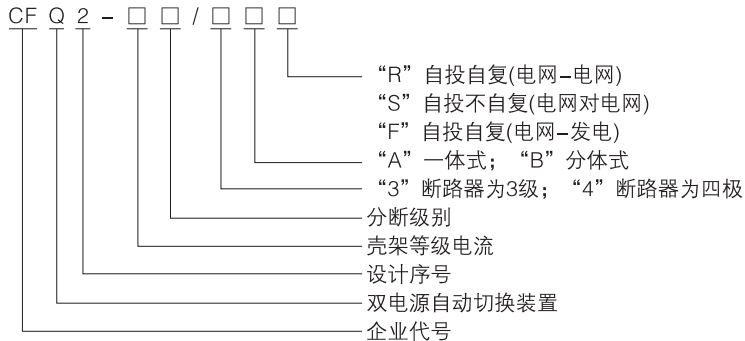 CF Q 2 - □ □ / □ □ □
“R” 自投自复(电网–电网)
“S” 自投不自复(电网对电网)
“F” 自投自复(电网–发电)
“A” 一体式；“B” 分体式
“3” 断路器为3级；“4” 断路器为四极
分断级别
壳架等级电流
设计序号
双电源自动切换装置
企业代号